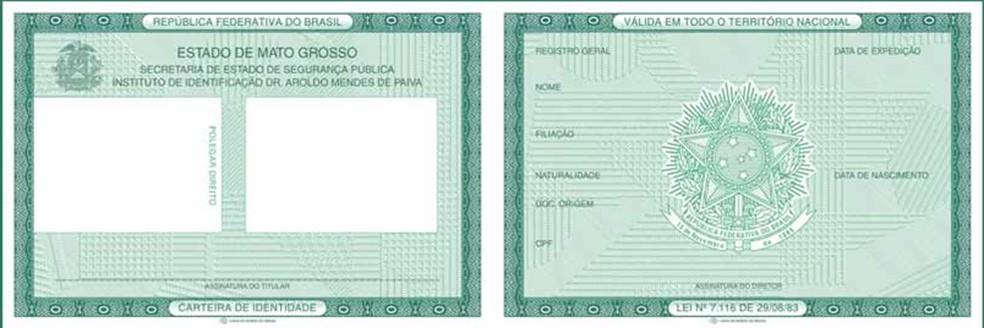 REPÚBLICA FEDERATIVA DO BRASIL
ESTADO DE MATO GROSSO
SECRETARIA DE ESTADO DE SEGURANÇA PÚBLICA
INSTITUTO DE IDENTIFICAÇÃO DR. AROLDO MENDES DE PAIVA
POLEGAR DIREITO
ASSINATURA DO TITULAR
CARTEIRA DE IDENTIDADE
VÁLIDA EM TODO O TERRITÓRIO NACIONAL
REGISTRO GERAL
DATA DE EXPEDIÇÃO
NOME
FILIAÇÃO
NATURALIDADE
DATA DE NASCIMENTO
DOC. ORIGEM
CPF
REPÚBLICA FEDERATIVA DO BRASIL
15 de Novembro de 1889
ASSINATURA DO DIRETOR
LEI Nº 7.116 DE 29/08/83